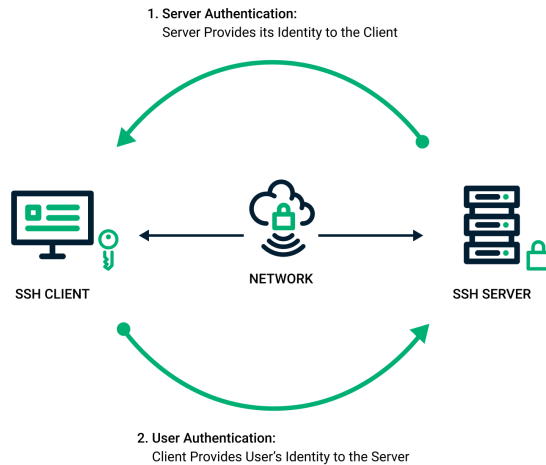 1. Server Authentication:
Server Provides its Identity to the Client
NETWORK
SSH CLIENT
SSH SERVER
2. User Authentication:
Client Provides User's Identity to the Server